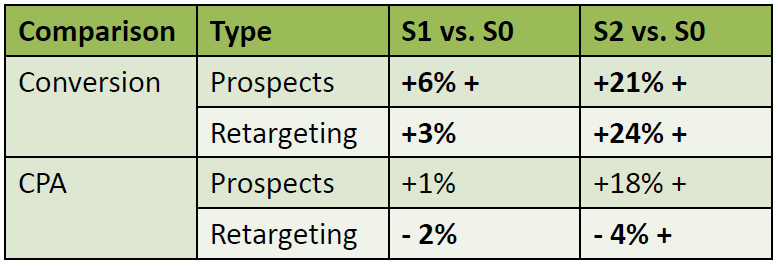 Comparison Type S1 vs. S0 S2 vs. S0
Conversion Prospects +6% + +21% +
Retargeting +3% +24% +
CPA Prospects +1% +18% +
Retargeting - 2% - 4% +